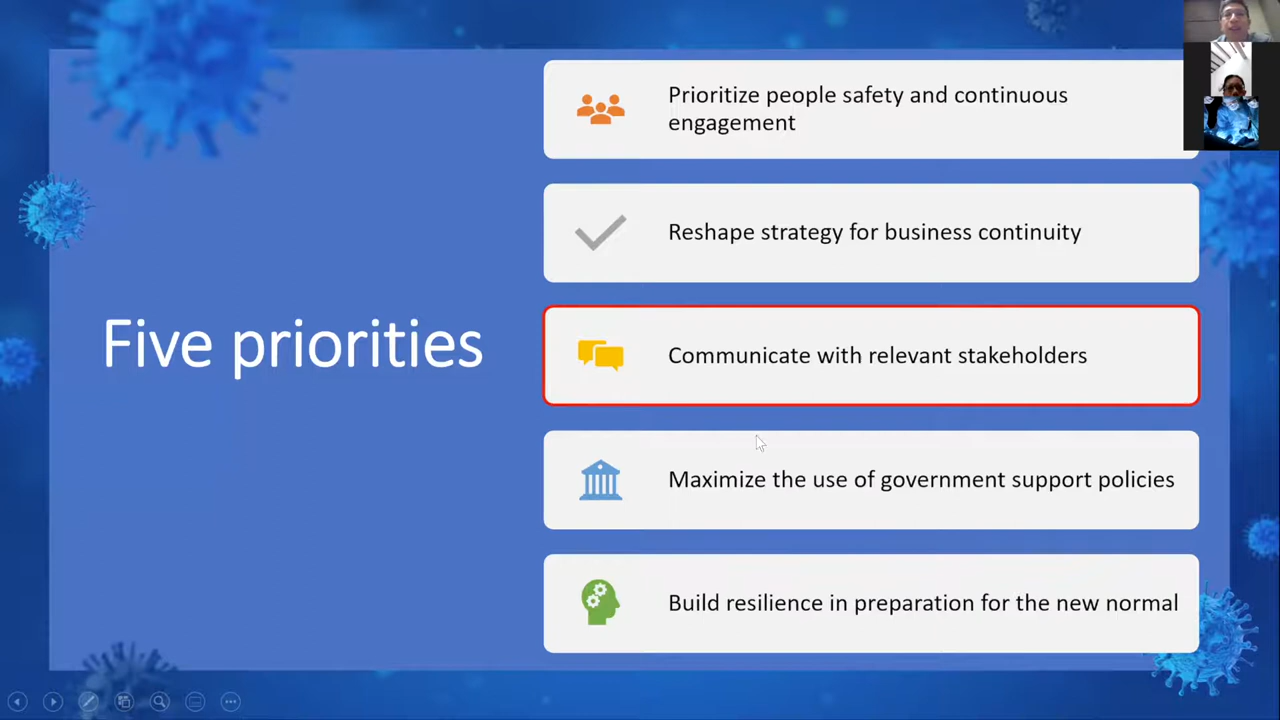 Five priorities
Prioritize people safety and continuous
engagement
Reshape strategy for business continuity
Communicate with relevant stakeholders
Maximize the use of government support policies
Build resilience in preparation for the new normal